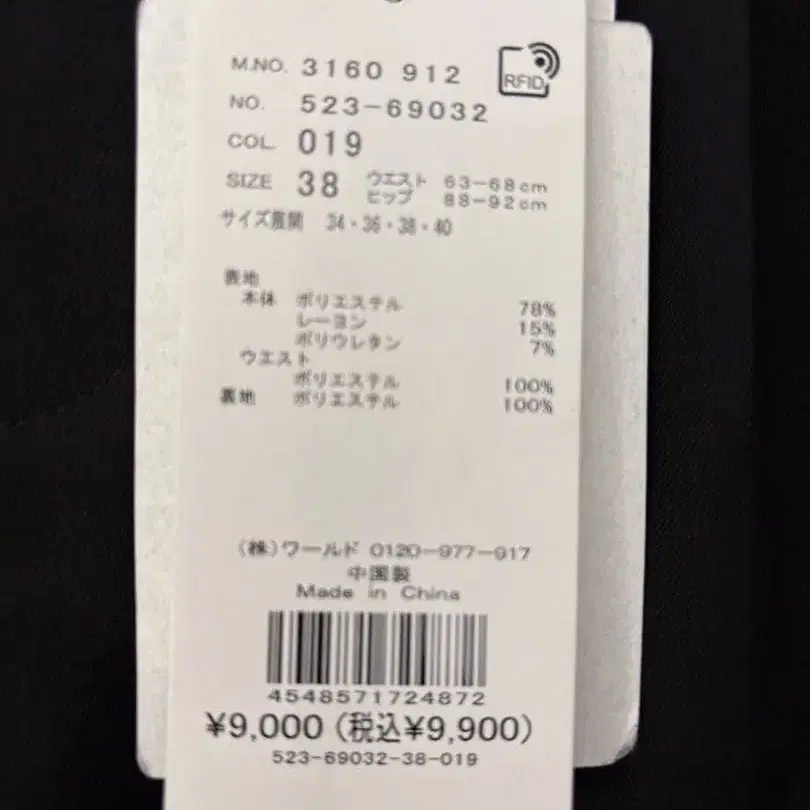 M.NO. 3160 912
RFID
NO. 523-69032
COL. 019
SIZE 38 ウエスト 63-68cm
ヒップ 88-92cm
サイズ展開 34・36・38・40
表地
本体 ポリエステル 78%
レーヨン 15%
ポリウレタン 7%
ウエスト
ポリエステル 100%
裏地 ポリエステル 100%
(株)ワールド 0120-977-917
中国製
Made in China
4548571724872
¥9,000 (税込¥9,900)
523-69032-38-019